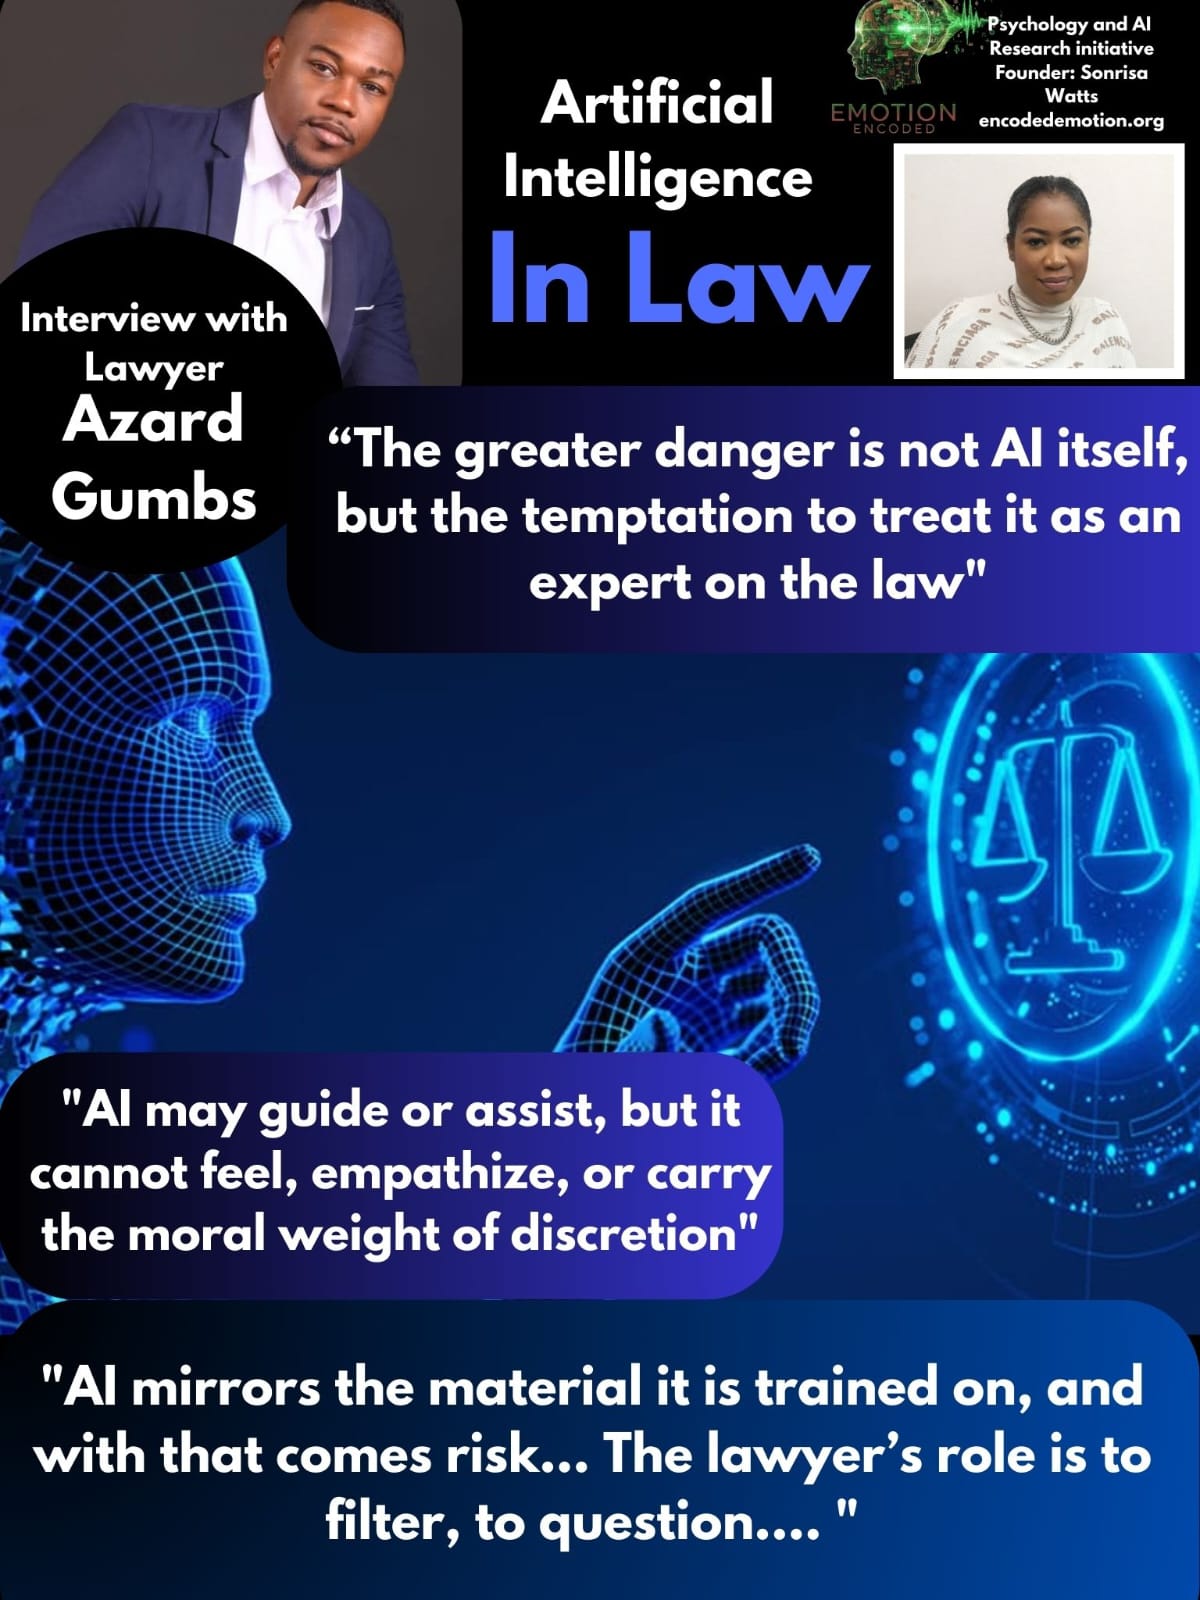 Psychology and AI
Research initiative
Founder: Sonrisa
Watts
encodedemotion.org
EMOTION
ENCODED
Artificial
Intelligence
In Law
BALENCIAGA
Interview with
Lawyer
Azard
Gumbs
“The greater danger is not AI itself,
but the temptation to treat it as an
expert on the law"
"AI may guide or assist, but it
cannot feel, empathize, or carry
the moral weight of discretion"
"AI mirrors the material it is trained on, and
with that comes risk... The lawyer’s role is to
filter, to question.... "